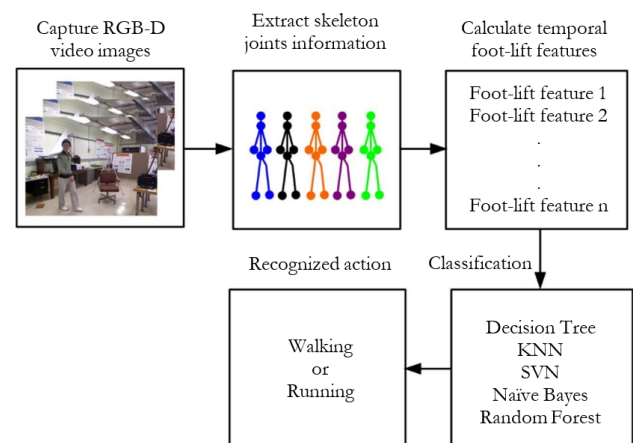 Capture RGB-D
video images
Extract skeleton
joints information
Calculate temporal
foot-lift features
Foot-lift feature 1
Foot-lift feature 2
.
.
.
Foot-lift feature n
Recognized action
Classification
Walking
or
Running
Decision Tree
KNN
SVN
Naïve Bayes
Random Forest